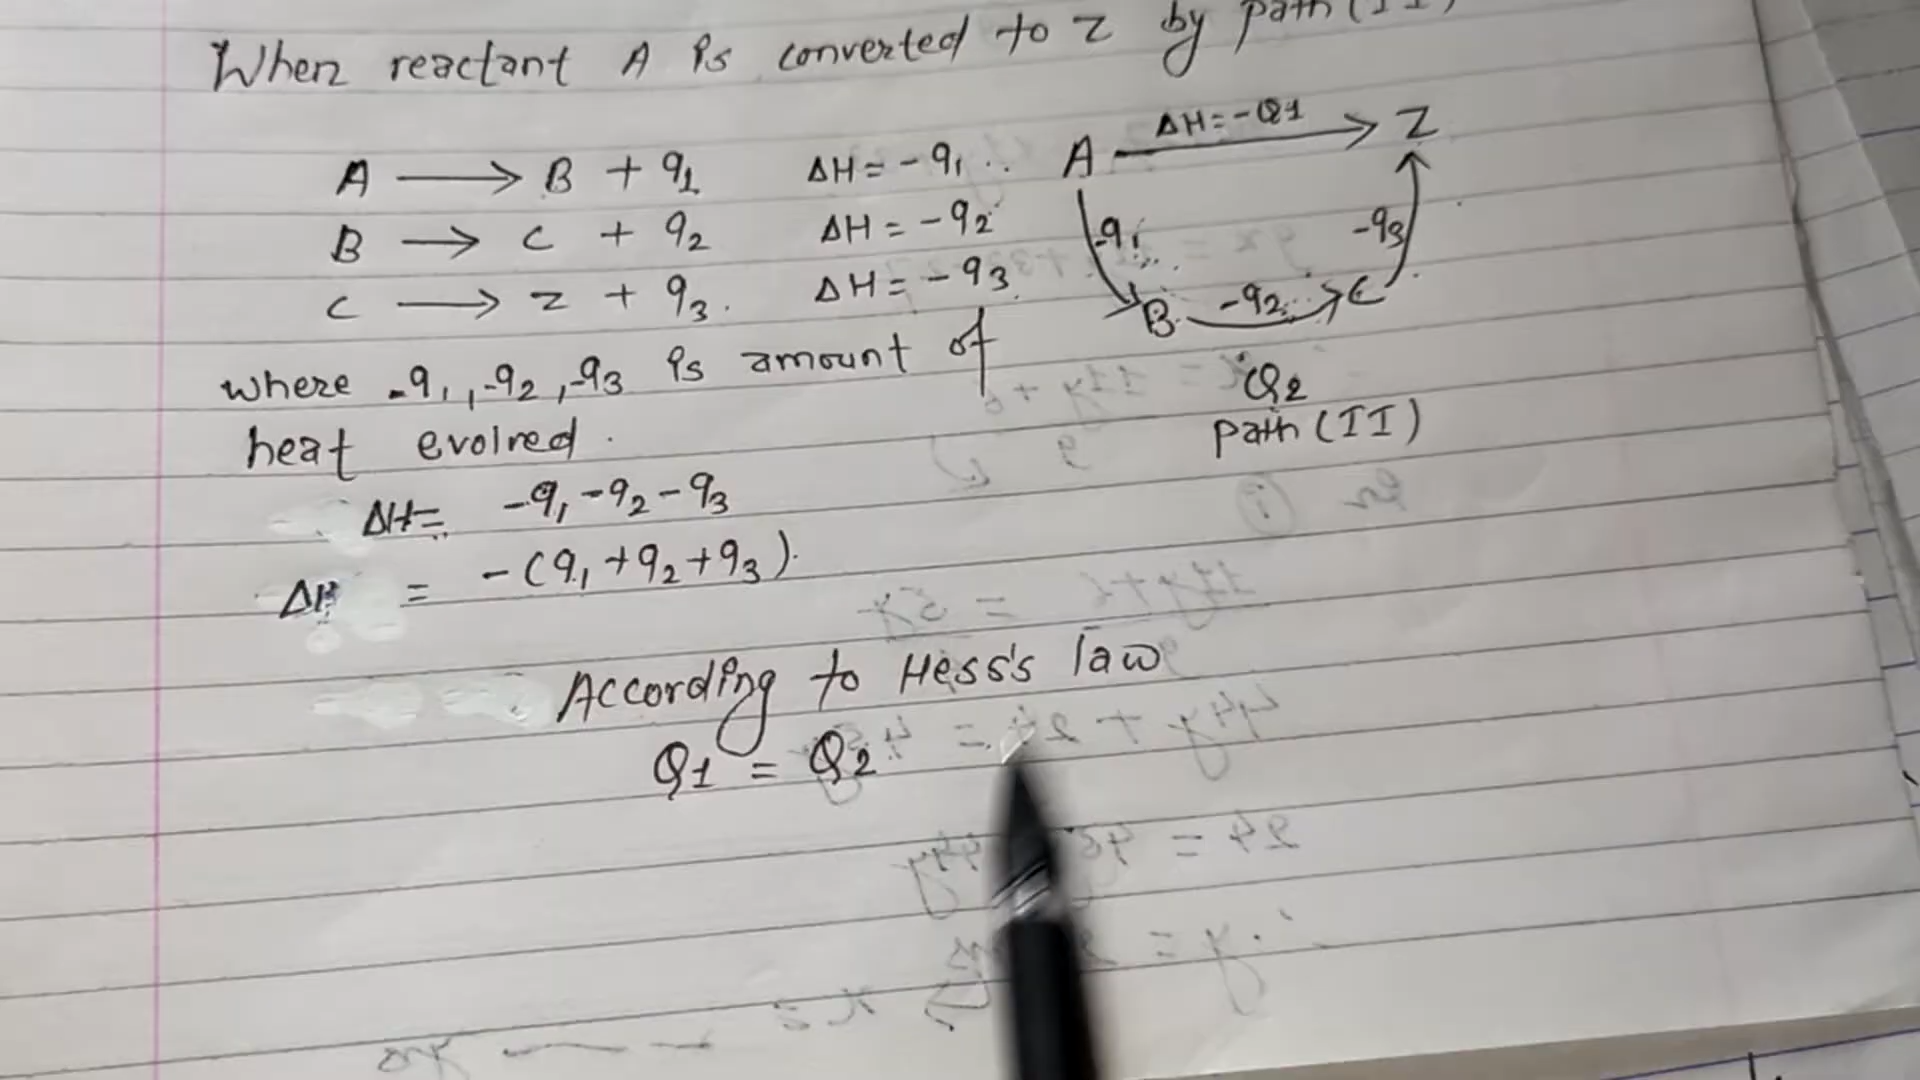 When reactant A is converted to Z by path (II)
A ⟶ B + q1 ΔH = -q1
B ⟶ C + q2 ΔH = -q2
C ⟶ Z + q3. ΔH = -q3
A ΔH = -Q1 ⟶ Z
-q1 -q3
B -q2 C
Q2
path (II)
where -q1, -q2, -q3 is amount of
heat evolved.
ΔH = -q1 - q2 - q3
ΔH = -(q1 + q2 + q3).
According to Hess's law
Q1 = Q2